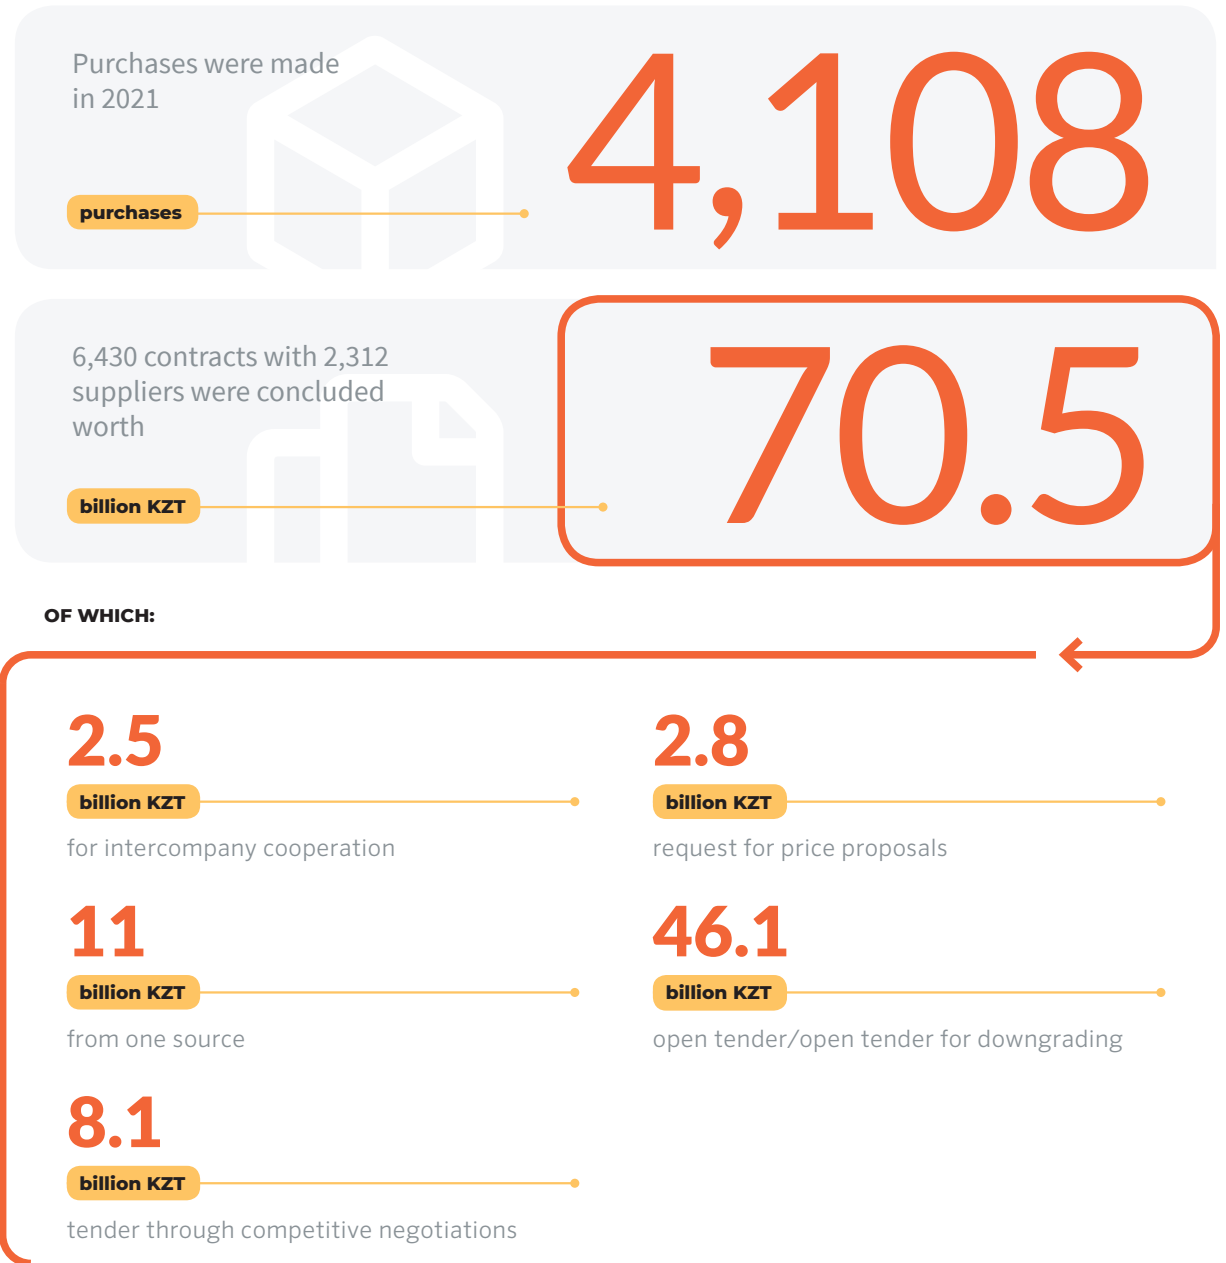 Purchases were made
in 2021
purchases
4,108
6,430 contracts with 2,312
suppliers were concluded
worth
billion KZT
70.5
OF WHICH:
2.5
billion KZT
for intercompany cooperation
2.8
billion KZT
request for price proposals
11
billion KZT
from one source
46.1
billion KZT
open tender/open tender for downgrading
8.1
billion KZT
tender through competitive negotiations